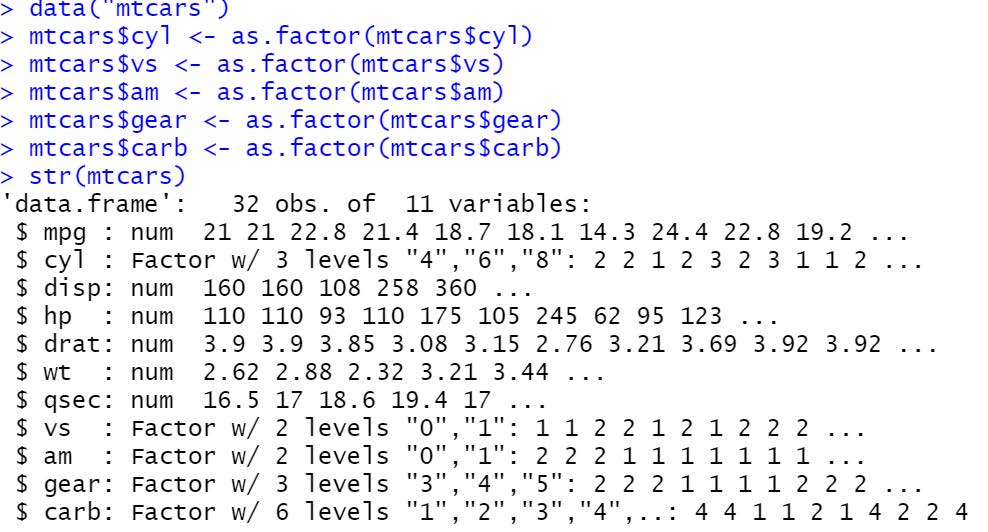 > data("mtcars")
> mtcars$cyl <- as.factor(mtcars$cyl)
> mtcars$vs <- as.factor(mtcars$vs)
> mtcars$am <- as.factor(mtcars$am)
> mtcars$gear <- as.factor(mtcars$gear)
> mtcars$carb <- as.factor(mtcars$carb)
> str(mtcars)
'data.frame':   32 obs. of  11 variables:
 $ mpg : num  21 21 22.8 21.4 18.7 18.1 14.3 24.4 22.8 19.2 ...
 $ cyl : Factor w/ 3 levels "4","6","8": 2 2 1 2 3 2 3 1 1 2 ...
 $ disp: num  160 160 108 258 360 ...
 $ hp  : num  110 110 93 110 175 105 245 62 95 123 ...
 $ drat: num  3.9 3.9 3.85 3.08 3.15 2.76 3.21 3.69 3.92 3.92 ...
 $ wt  : num  2.62 2.88 2.32 3.21 3.44 ...
 $ qsec: num  16.5 17 18.6 19.4 17 ...
 $ vs  : Factor w/ 2 levels "0","1": 1 1 2 2 1 2 1 2 2 2 ...
 $ am  : Factor w/ 2 levels "0","1": 2 2 2 1 1 1 1 1 1 1 ...
 $ gear: Factor w/ 3 levels "3","4","5": 2 2 2 1 1 1 1 2 2 2 ...
 $ carb: Factor w/ 6 levels "1","2","3","4",..: 4 4 1 1 2 1 4 2 2 4